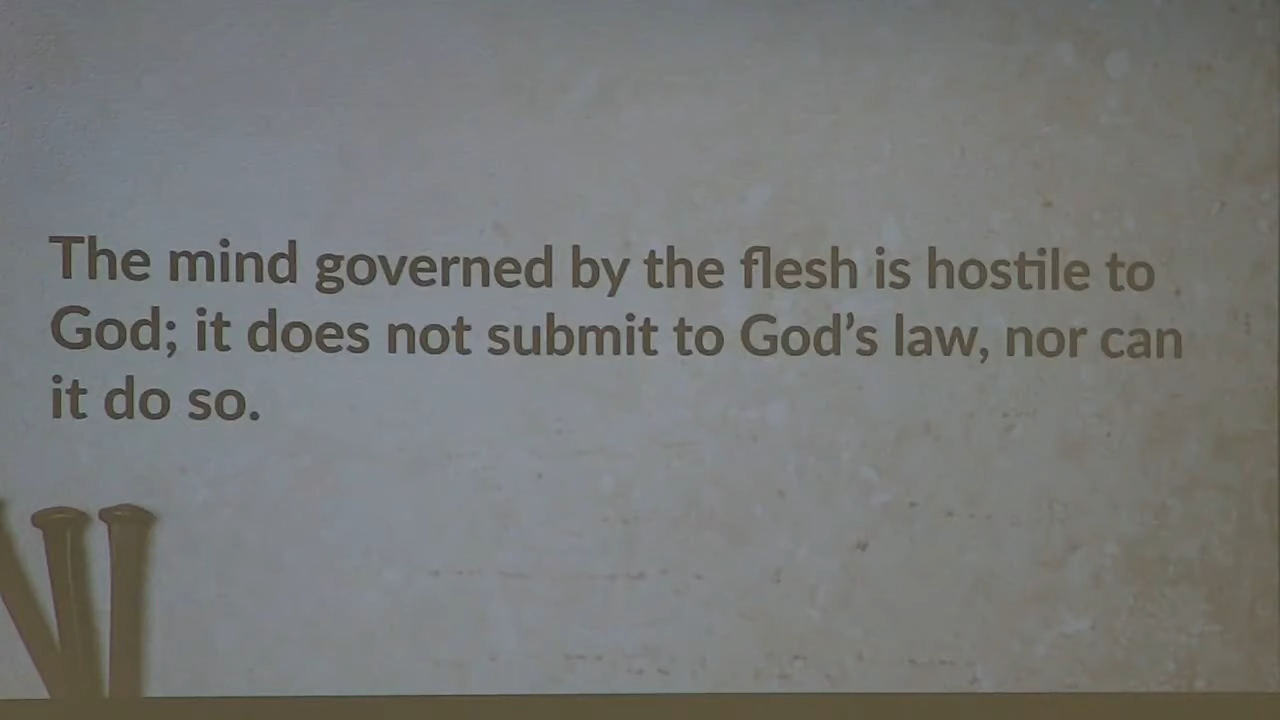 The mind governed by the flesh is hostile to
God; it does not submit to God’s law, nor can
it do so.